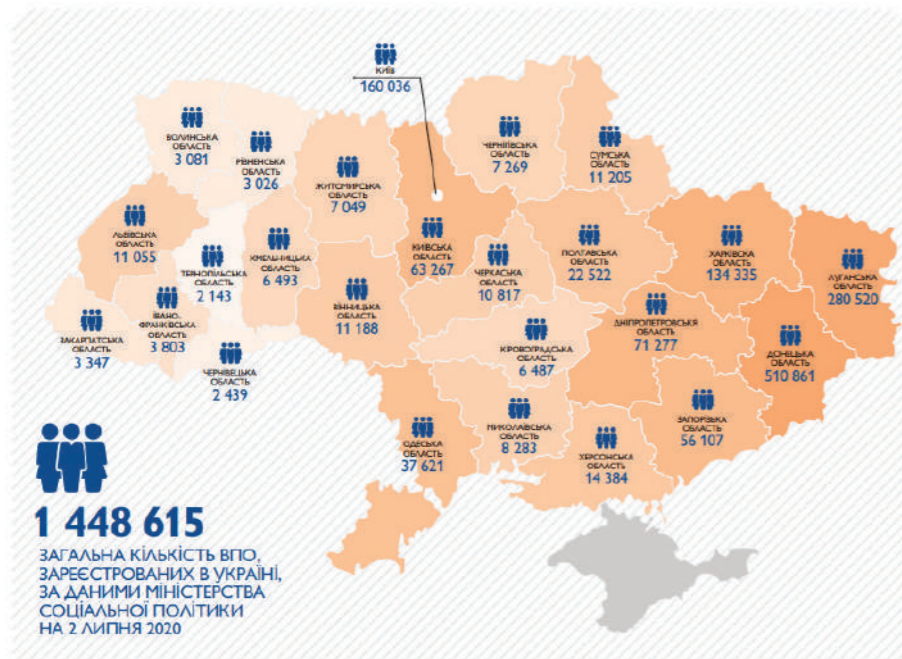 КИЇВ
160 036
ВОЛИНСЬКА
ОБЛАСТЬ
3 081
РІВНЕНСЬКА
ОБЛАСТЬ
3 026
ЖИТОМИРСЬКА
ОБЛАСТЬ
7 049
ЧЕРНІГІВСЬКА
ОБЛАСТЬ
7 269
СУМСЬКА
ОБЛАСТЬ
11 205
ЛЬВІВСЬКА
ОБЛАСТЬ
11 055
ТЕРНОПІЛЬСЬКА
ОБЛАСТЬ
2 143
ХМЕЛЬНИЦЬКА
ОБЛАСТЬ
6 493
КИЇВСЬКА
ОБЛАСТЬ
63 267
ЧЕРКАСЬКА
ОБЛАСТЬ
10 817
ПОЛТАВСЬКА
ОБЛАСТЬ
22 522
ХАРКІВСКА
ОБЛАСТЬ
134 335
ЛУГАНСЬКА
ОБЛАСТЬ
280 520
ЗАКАРПАТСЬКА
ОБЛАСТЬ
3 347
ІВАНО-
ФРАНКІВСЬКА
ОБЛАСТЬ
3 803
ЧЕРНІВЕЦЬКА
ОБЛАСТЬ
2 439
ВІННИЦЬКА
ОБЛАСТЬ
11 188
КІРОВОГРАДСЬКА
ОБЛАСТЬ
6 487
ДНІПРОПЕТРОВСЬКА
ОБЛАСТЬ
71 277
ДОНЕЦЬКА
ОБЛАСТЬ
510 861
ОДЕСЬКА
ОБЛАСТЬ
37 621
МИКОЛАЇВСЬКА
ОБЛАСТЬ
8 283
ХЕРСОНСЬКА
ОБЛАСТЬ
14 384
ЗАПОРІЗЬКА
ОБЛАСТЬ
56 107
1 448 615
ЗАГАЛЬНА КІЛЬКІСТЬ ВПО,
ЗАРЕЄСТРОВАНИХ В УКРАЇНІ,
ЗА ДАНИМИ МІНІСТЕРСТВА
СОЦІАЛЬНОЇ ПОЛІТИКИ
НА 2 ЛИПНЯ 2020